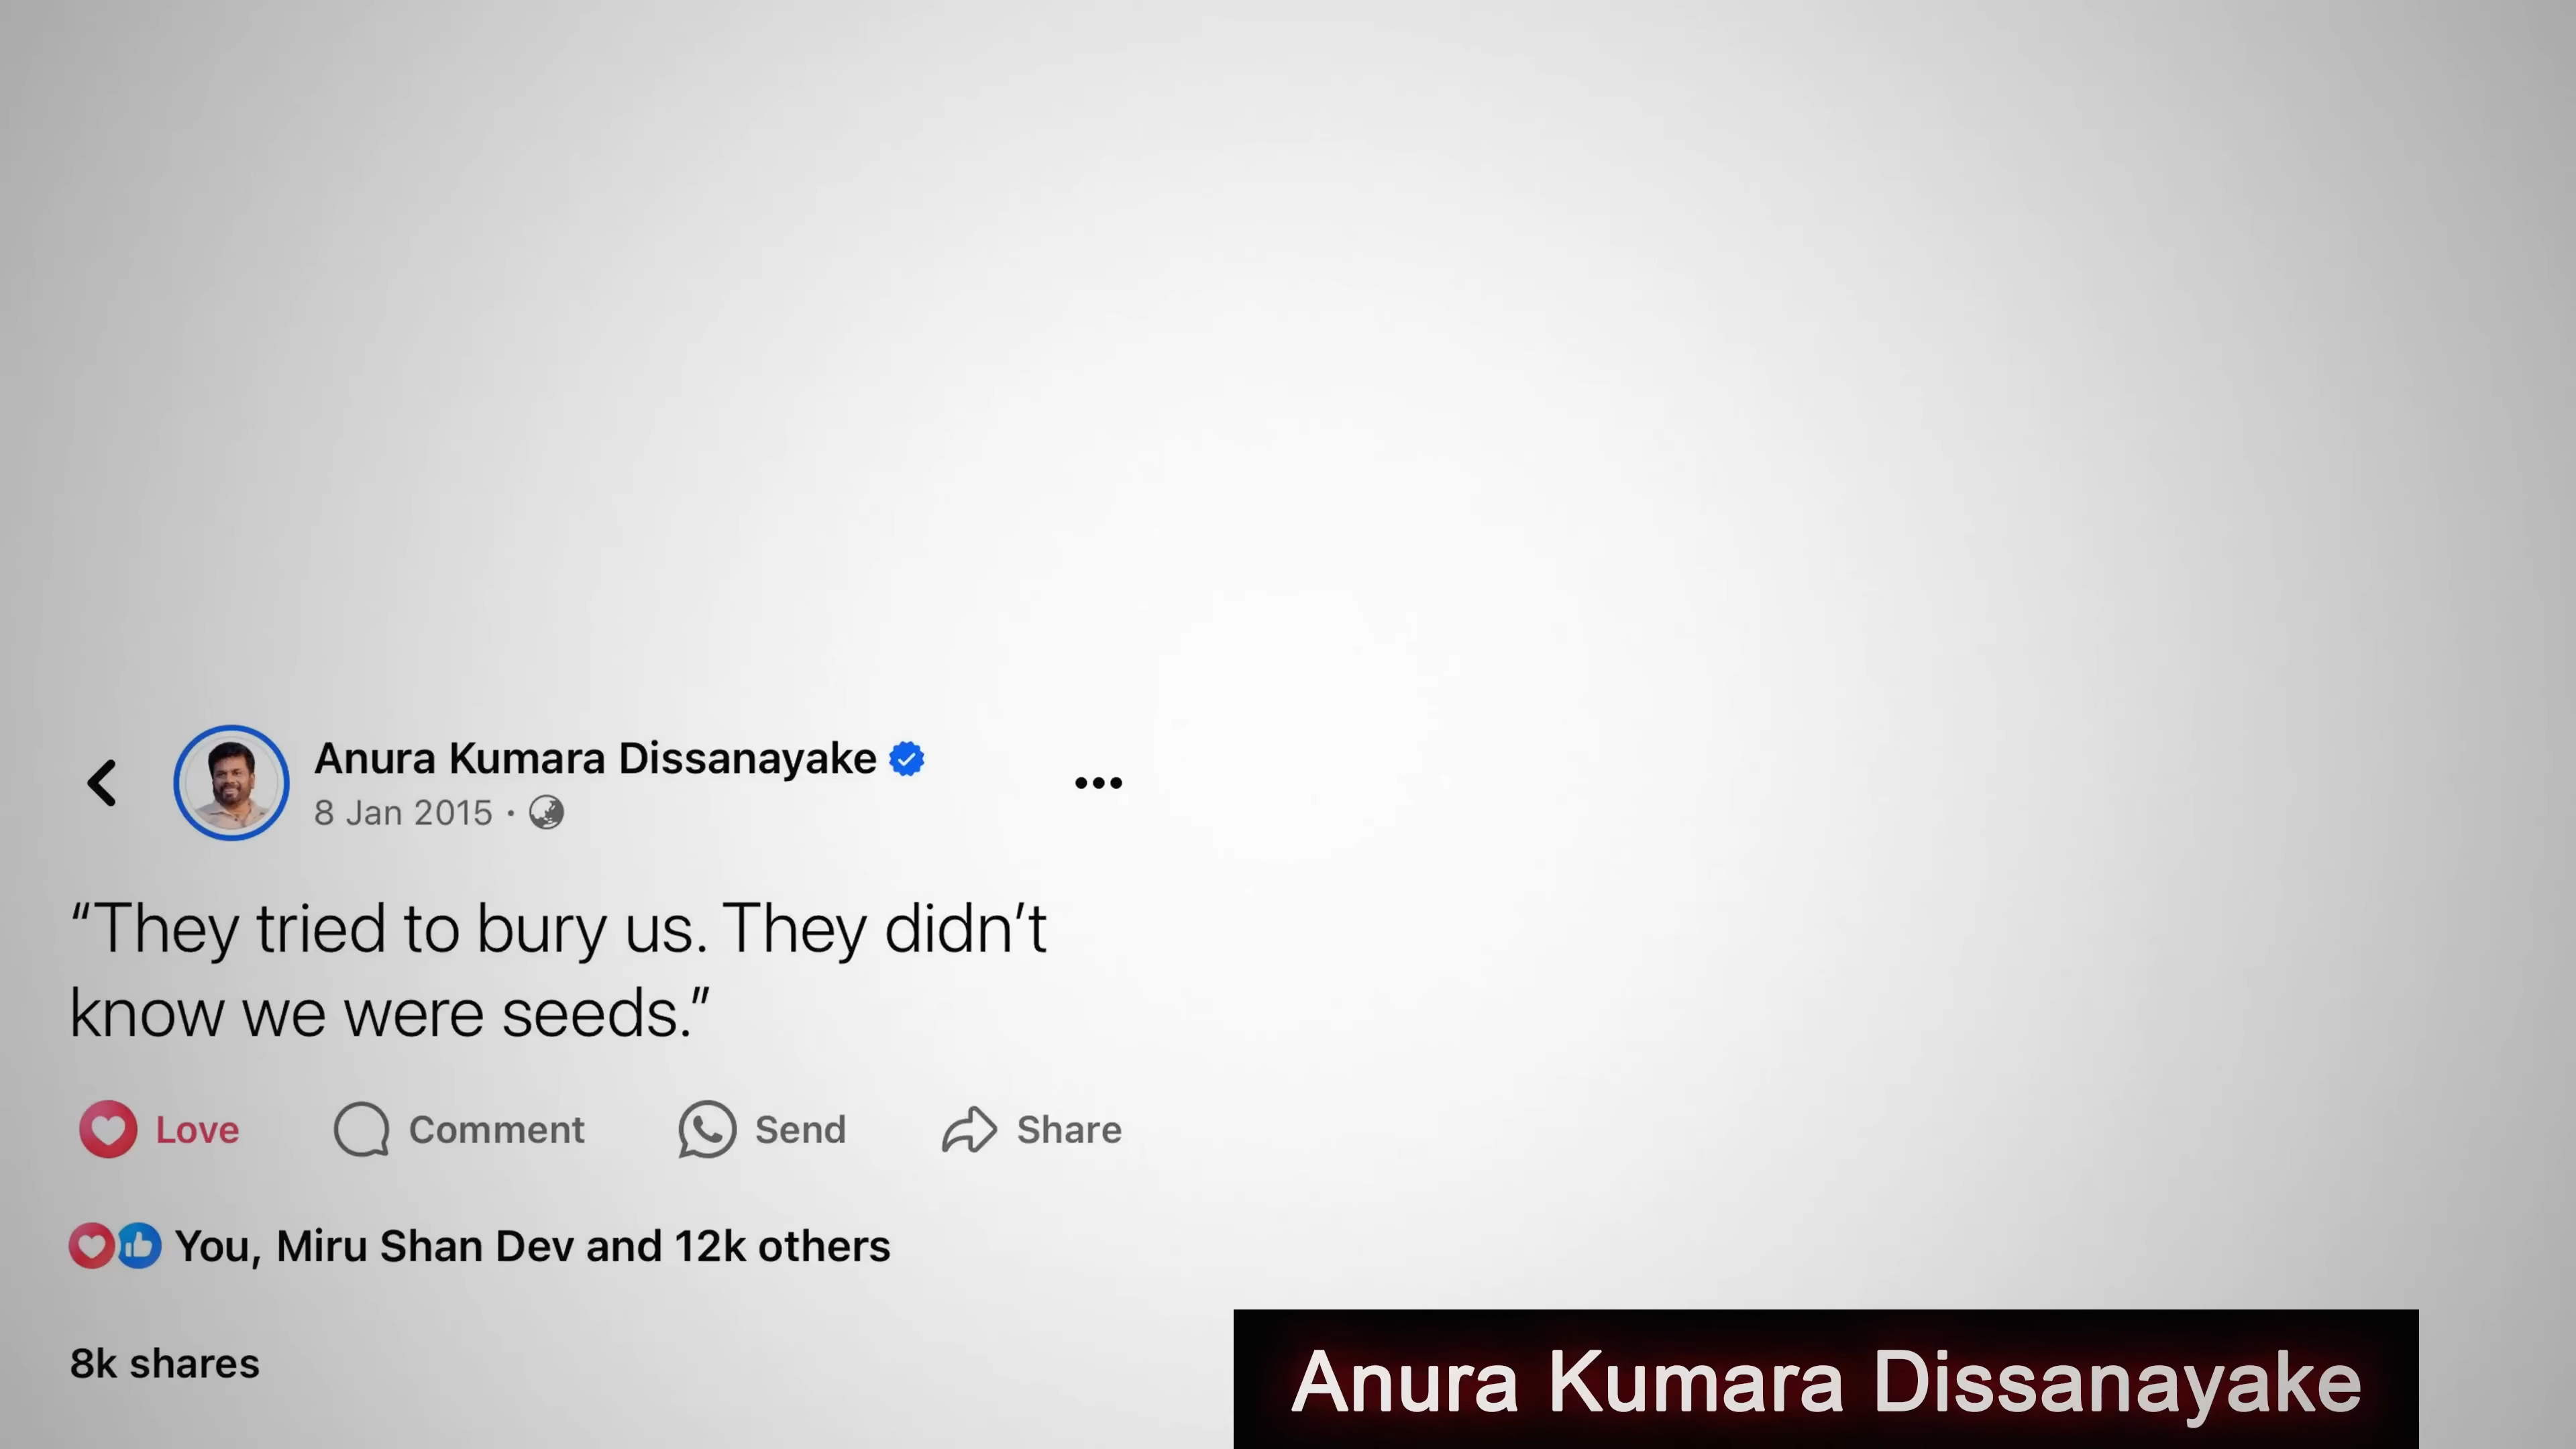 Anura Kumara Dissanayake
8 Jan 2015 ·
“They tried to bury us. They didn’t
know we were seeds.”
Love Comment Send Share
You, Miru Shan Dev and 12k others
8k shares
Anura Kumara Dissanayake